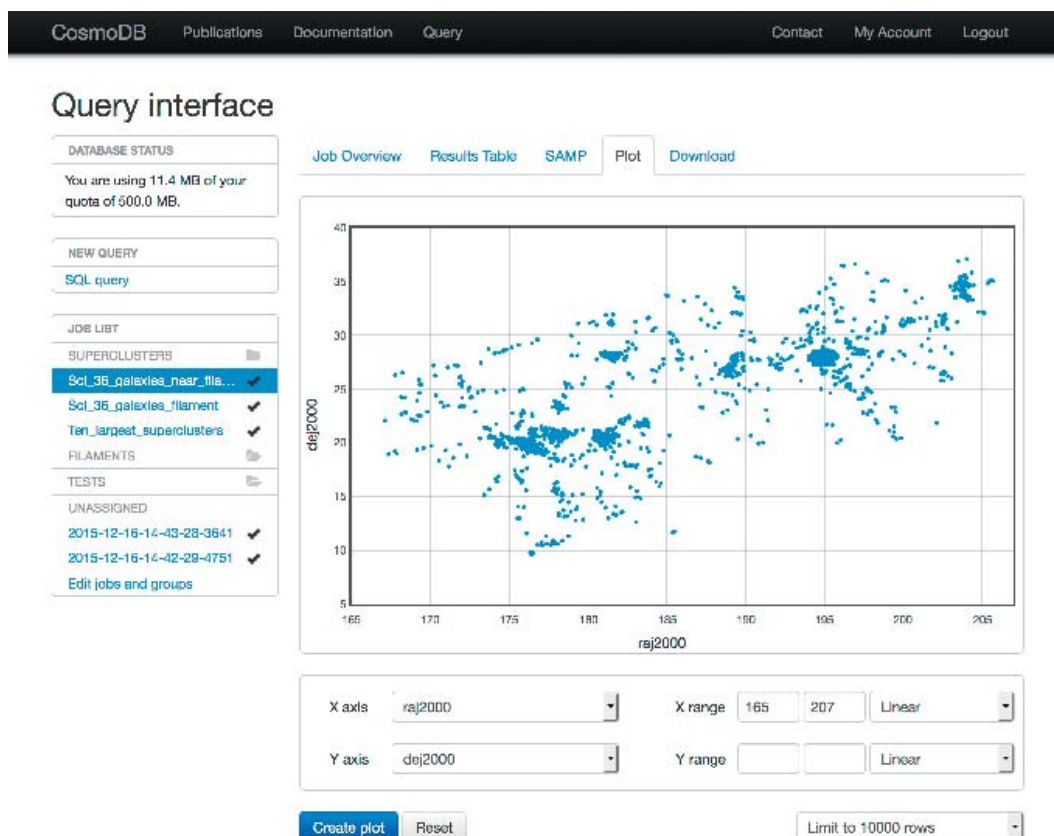 CosmoDB Publications Documentation Query Contact My Account Logout
Query interface
DATABASE STATUS
You are using 11.4 MB of your
quota of 500.0 MB.
NEW QUERY
SQL query
JOB LIST
SUPERCLUSTERS
Scl_36_galaxies_near_fila...
Scl_36_galaxies_filament
Ten_largest_superclusters
FILAMENTS
TESTS
UNASSIGNED
2015-12-16-14-43-28-3641
2015-12-16-14-42-29-4751
Edit jobs and groups
Job Overview Results Table SAMP Plot Download
40
35
30
25
20
15
10
5
dej2000
165 170 175 180 185 190 195 200 205
raj2000
X axis raj2000 X range 165 207 Linear
Y axis dej2000 Y range Linear
Create plot Reset Limit to 10000 rows